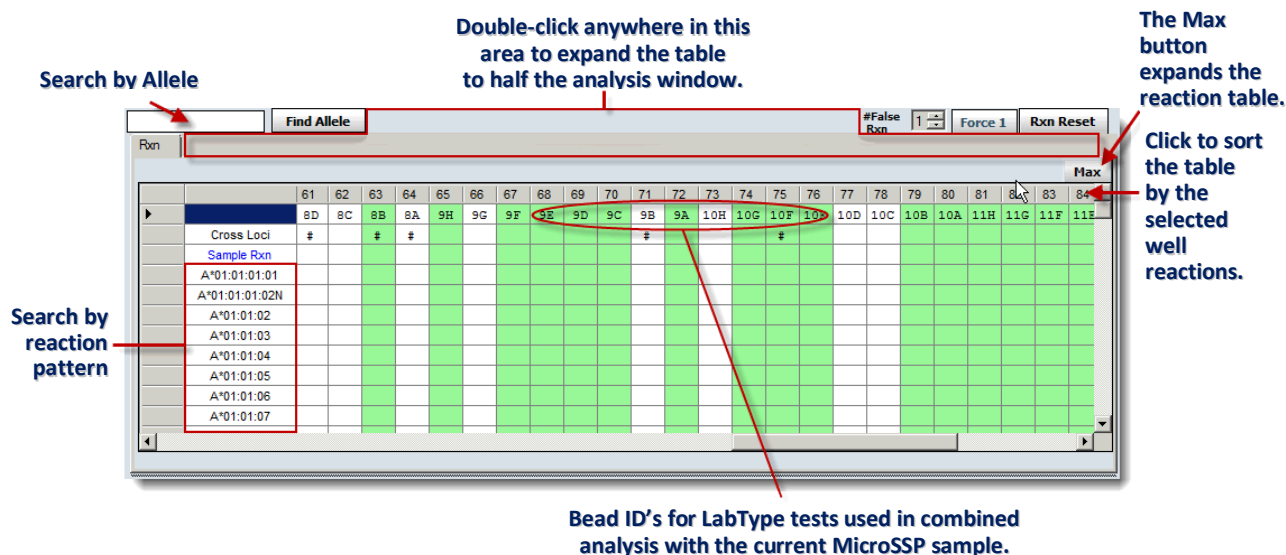 Double-click anywhere in this
area to expand the table
to half the analysis window.
The Max
button
expands the
reaction table.
Search by Allele
Find Allele
#False
Rxn
1
Force 1
Rxn Reset
Rxn
Max
Click to sort
the table
by the
selected
well
reactions.
61 62 63 64 65 66 67 68 69 70 71 72 73 74 75 76 77 78 79 80 81 83 84
8D 8C 8B 8A 9H 9G 9F 9E 9D 9C 9B 9A 10H 10G 10F 10D 10C 10B 10A 11H 11G 11F
Cross Loci # # # # #
Sample Rxn
A*01:01:01:01
A*01:01:01:02N
A*01:01:02
A*01:01:03
A*01:01:04
A*01:01:05
A*01:01:06
A*01:01:07
Search by
reaction
pattern
Bead ID's for LabType tests used in combined
analysis with the current MicroSSP sample.